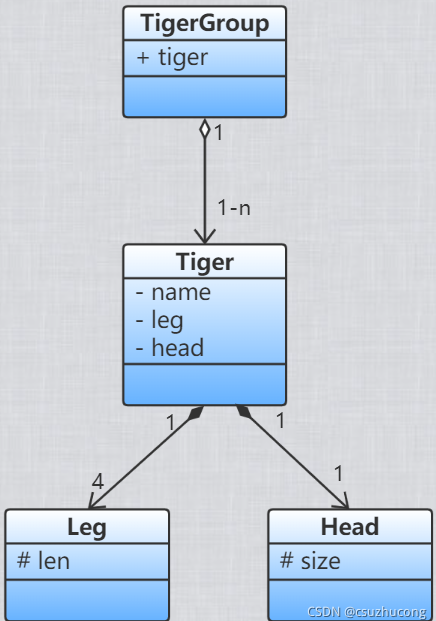 TigerGroup
+ tiger
1
1-n
Tiger
- name
- leg
- head
1
1
4
1
Leg
# len
Head
# size
CSDN @csuzhucong